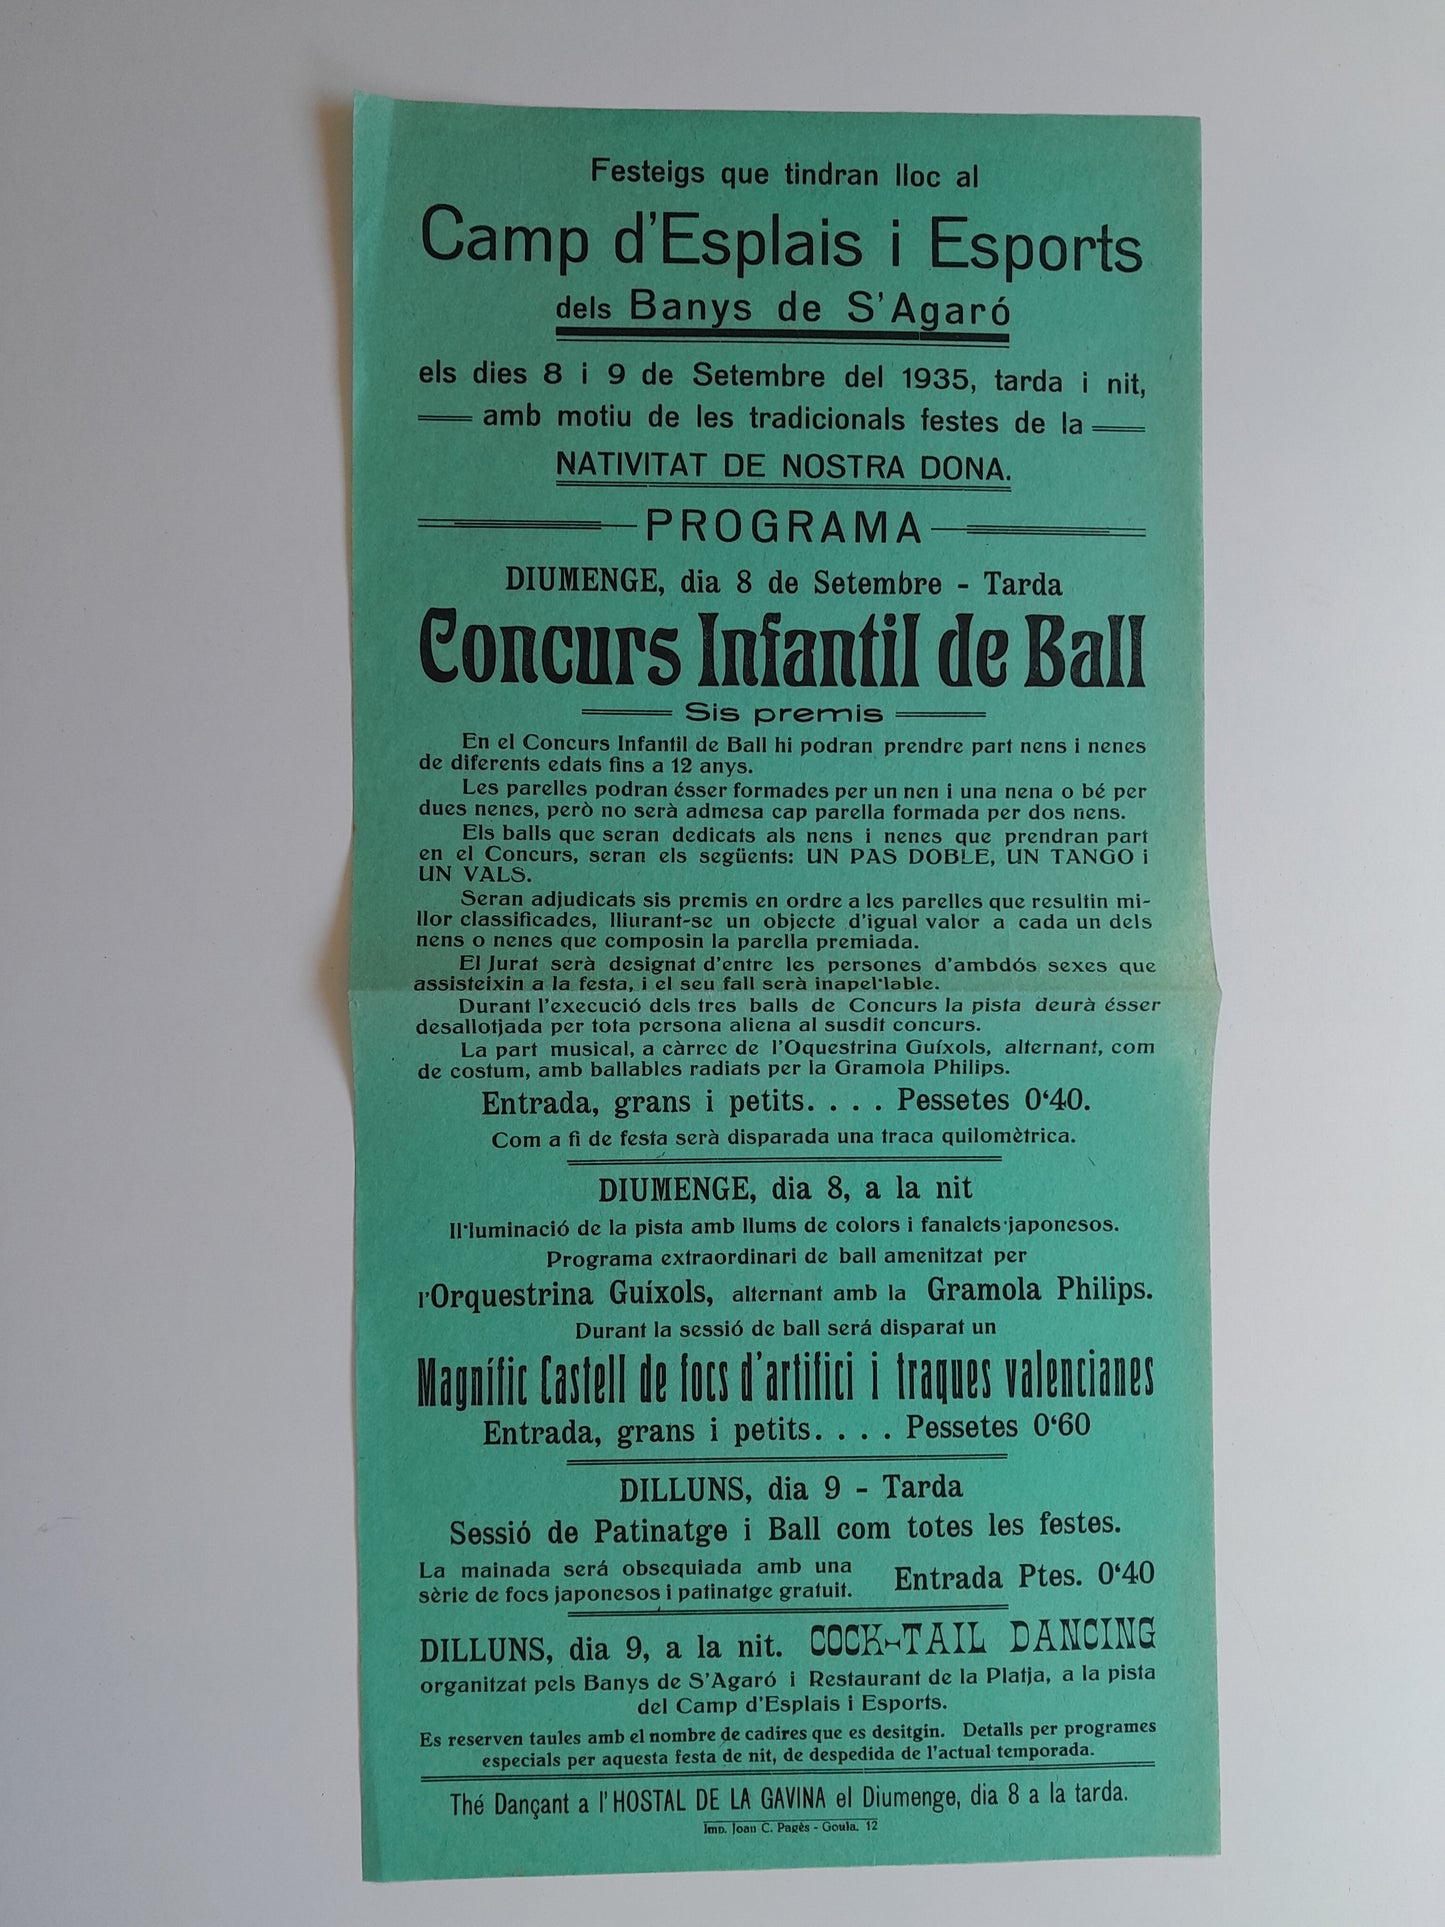 Festeigs que tindran lloc al
Camp d'Esplais i Esports
dels Banys de S'Agaró
els dies 8 i 9 de Setembre del 1935, tarda i nit,
amb motiu de les tradicionals festes de la
NATIVITAT DE NOSTRA DONA.
PROGRAMA
DIUMENGE, dia 8 de Setembre - Tarda
Concurs Infantil de Ball
Sis premis
En el Concurs Infantil de Ball hi podran prendre part nens i nenes
de diferents edats fins a 12 anys.
Les parelles podran ésser formades per un nen i una nena o bé per
dues nenes, però no serà admesa cap parella formada per dos nens.
Els balls que seran dedicats als nens i nenes que prendran part
en el Concurs, seran els següents: UN PAS DOBLE, UN TANGO i
UN VALS.
Seran adjudicats sis premis en ordre a les parelles que resultin mi-
llor classificades, lliurant-se un objecte d'igual valor a cada un dels
nens o nenes que composin la parella premiada.
El Jurat serà designat d'entre les persones d'ambdós sexes que
assisteixin a la festa, i el seu fall serà inapel·lable.
Durant l'execució dels tres balls de Concurs la pista deurà ésser
desallotjada per tota persona aliena al susdit concurs.
La part musical, a càrrec de l'Oquestrina Guíxols, alternant, com
de costum, amb ballables radiats per la Gramola Philips.
Entrada, grans i petits. . . . Pessetes 0'40.
Com a fi de festa serà disparada una traca quilomètrica.
DIUMENGE, dia 8, a la nit
Il·luminació de la pista amb llums de colors i fanalets japonesos.
Programa extraordinari de ball amenitzat per
l'Orquestrina Guíxols, alternant amb la Gramola Philips.
Durant la sessió de ball será disparat un
Magnífic Castell de focs d'artifici i traques valencianes
Entrada, grans i petits. . . . Pessetes 0'60
DILLUNS, dia 9 - Tarda
Sessió de Patinatge i Ball com totes les festes.
La mainada será obsequiada amb una
sèrie de focs japonesos i patinatge gratuit.
Entrada Ptes. 0'40
DILLUNS, dia 9, a la nit. COCK-TAIL DANCING
organitzat pels Banys de S'Agaró i Restaurant de la Platja, a la pista
del Camp d'Esplais i Esports.
Es reserven taules amb el nombre de cadires que es desitgin. Detalls per programes
especials per aquesta festa de nit, de despedida de l'actual temporada.
Thé Dançant a l'HOSTAL DE LA GAVINA el Diumenge, dia 8 a la tarda.
Imp. Joan C. Pagès - Goula. 12